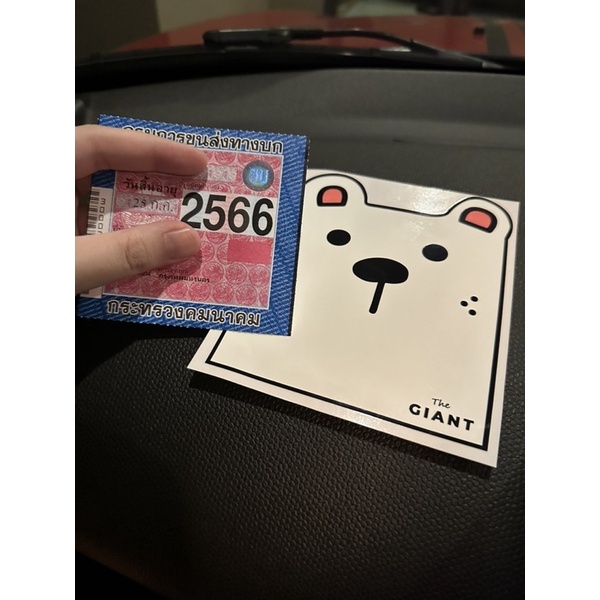 กรมการขนส่งทางบก
วันสิ้นอายุ
2566
กระทรวงคมนาคม
The
GIANT